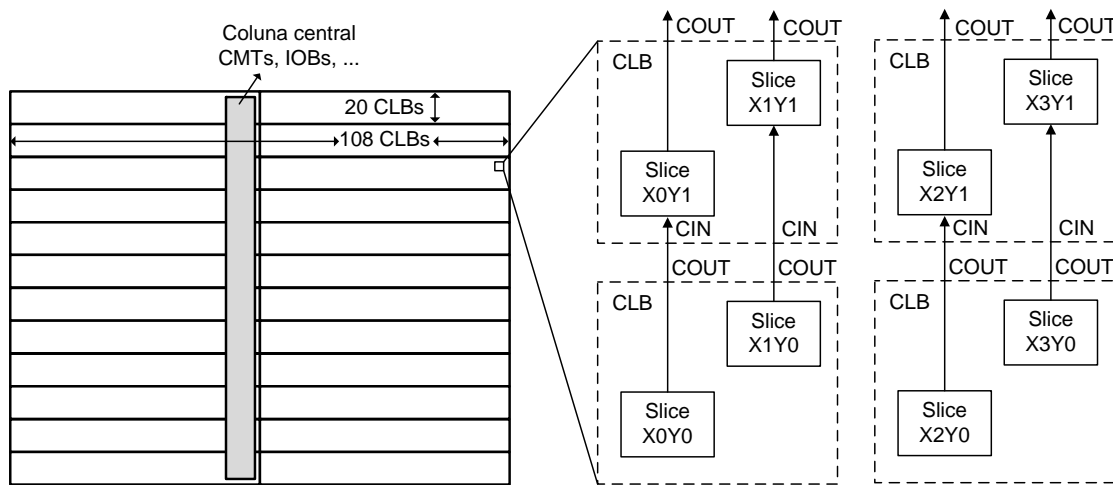 Coluna central
CMTs, IOBs, ...
20 CLBs
108 CLBs
COUT
COUT
CLB
Slice
X1Y1
Slice
X0Y1
CIN
CIN
COUT
COUT
CLB
Slice
X1Y0
Slice
X0Y0
COUT
COUT
CLB
Slice
X3Y1
Slice
X2Y1
CIN
CIN
COUT
COUT
CLB
Slice
X3Y0
Slice
X2Y0